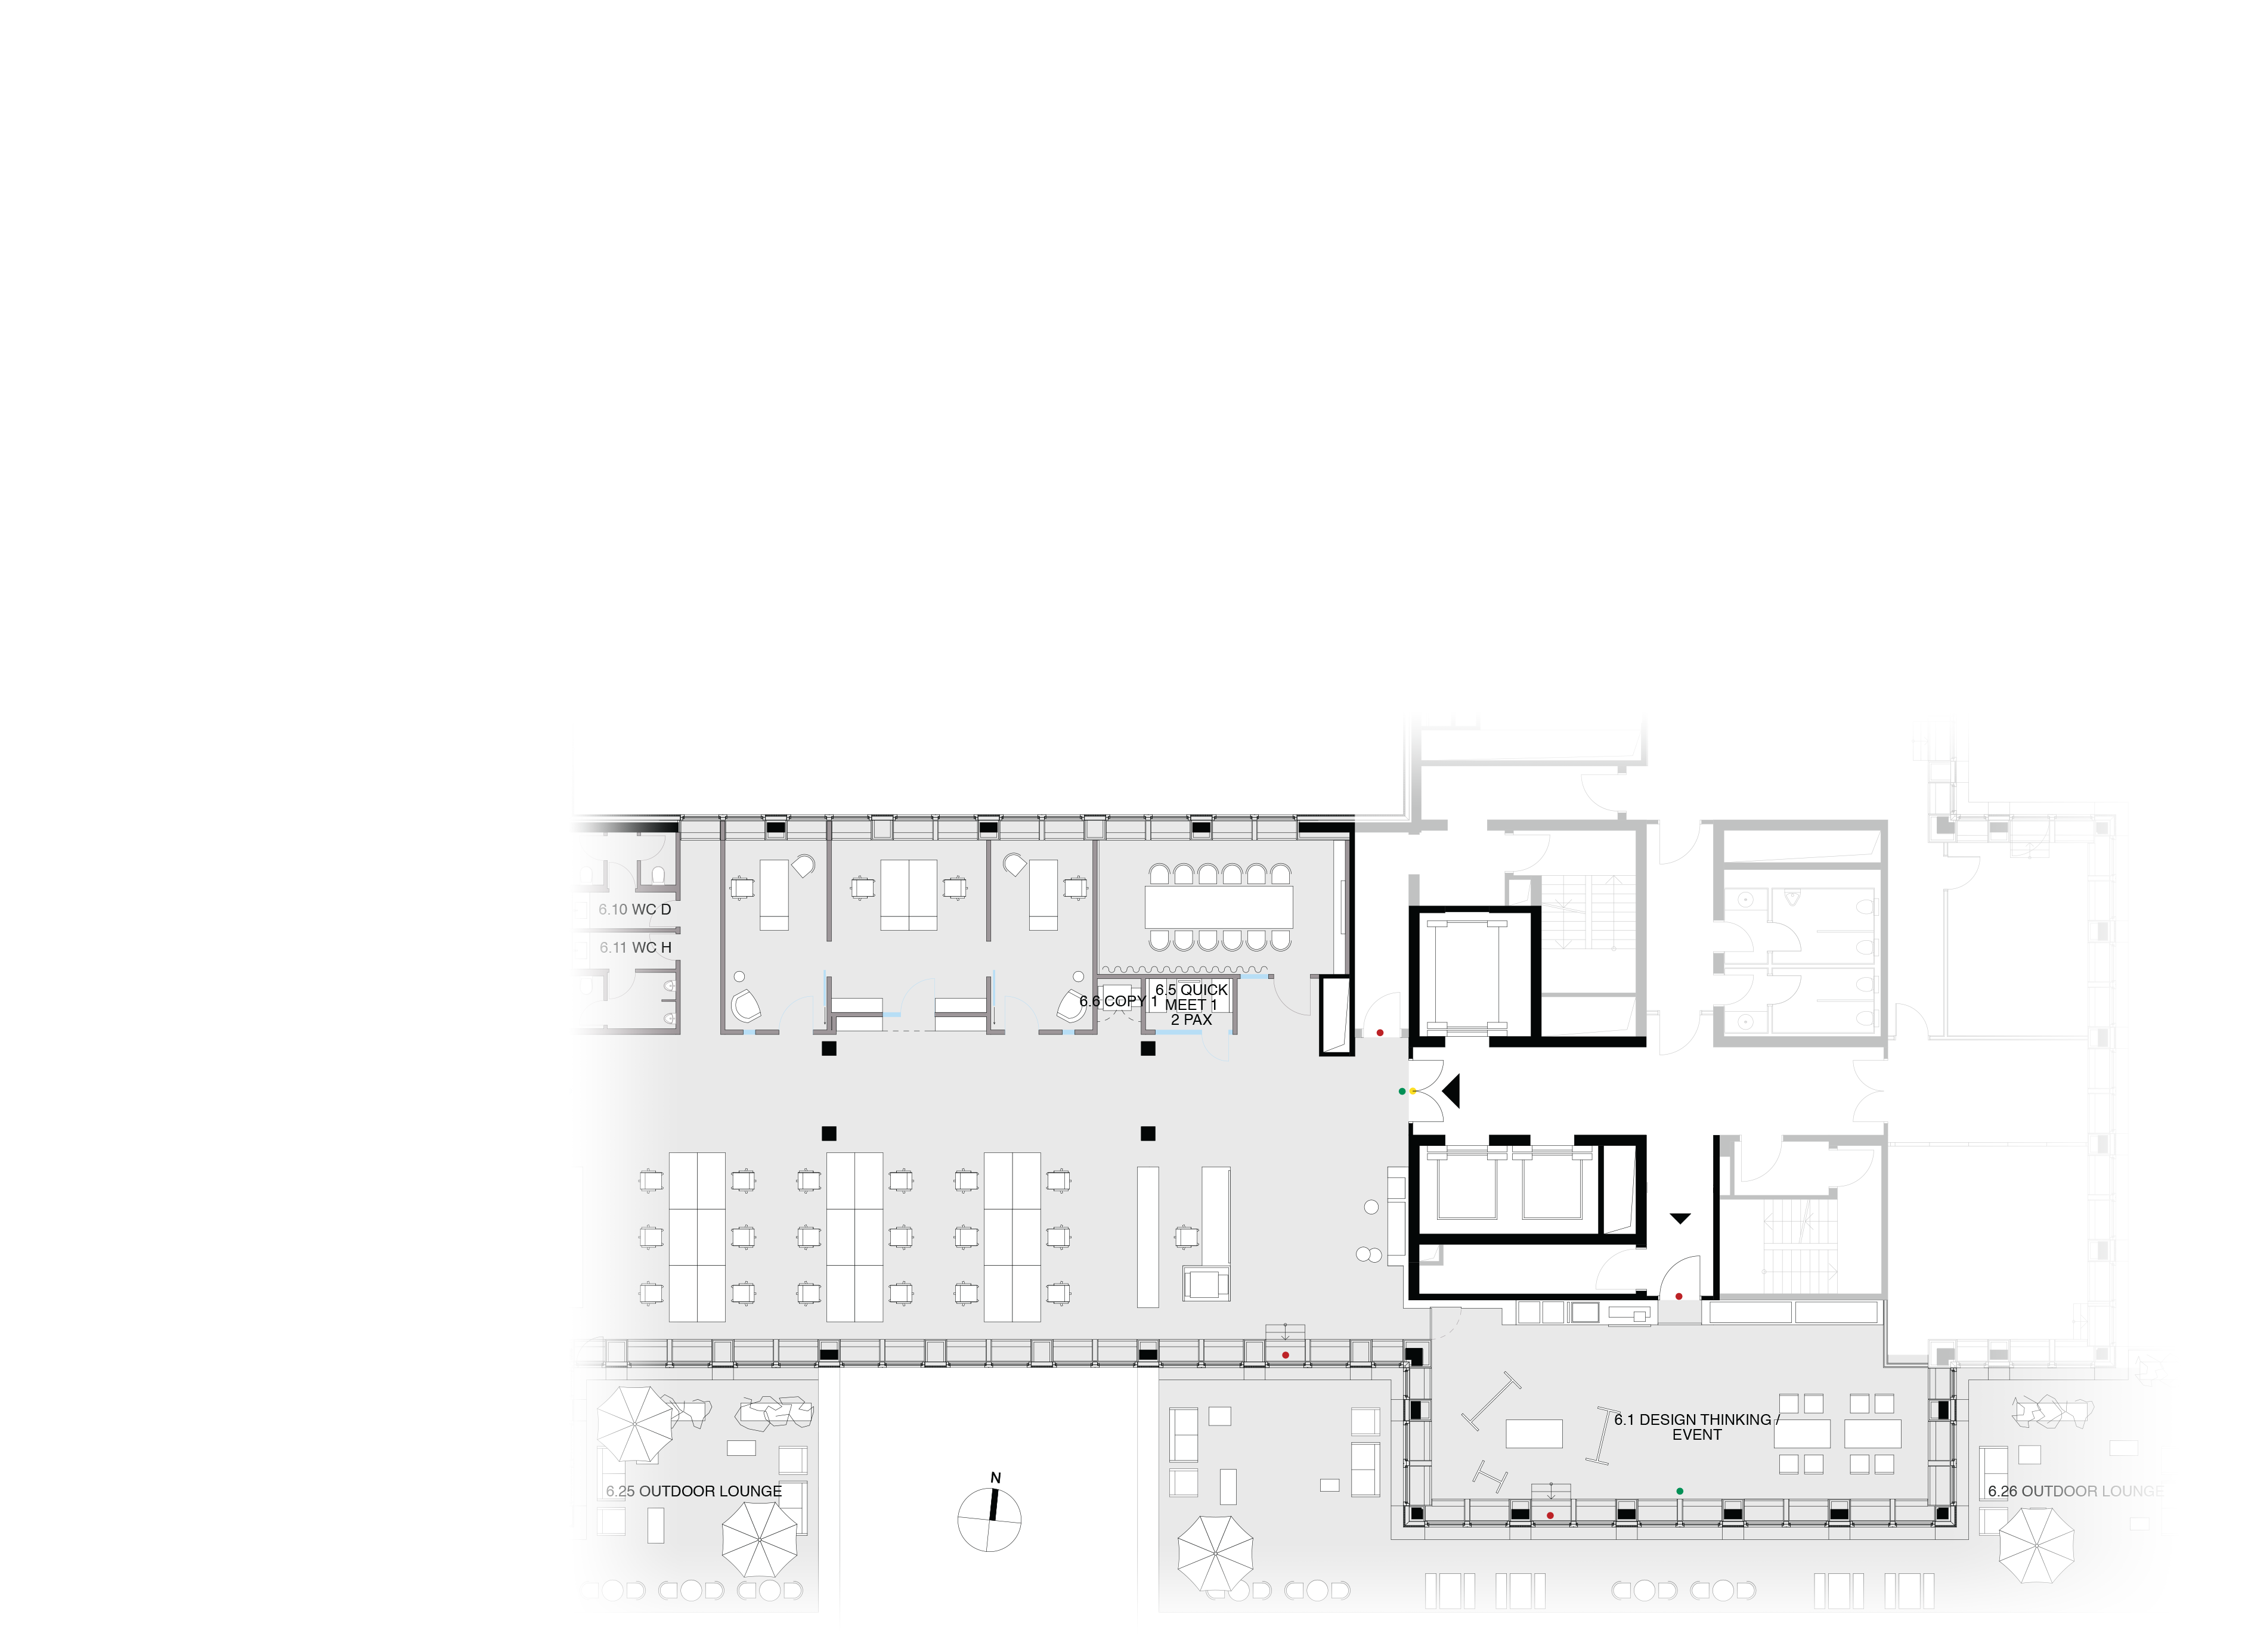 6.10 WC D
6.11 WC H
6.6 COPY 1
6.5 QUICK
MEET 1
2 PAX
6.1 DESIGN THINKING /
EVENT
N
6.25 OUTDOOR LOUNGE
6.26 OUTDOOR LOUNGE